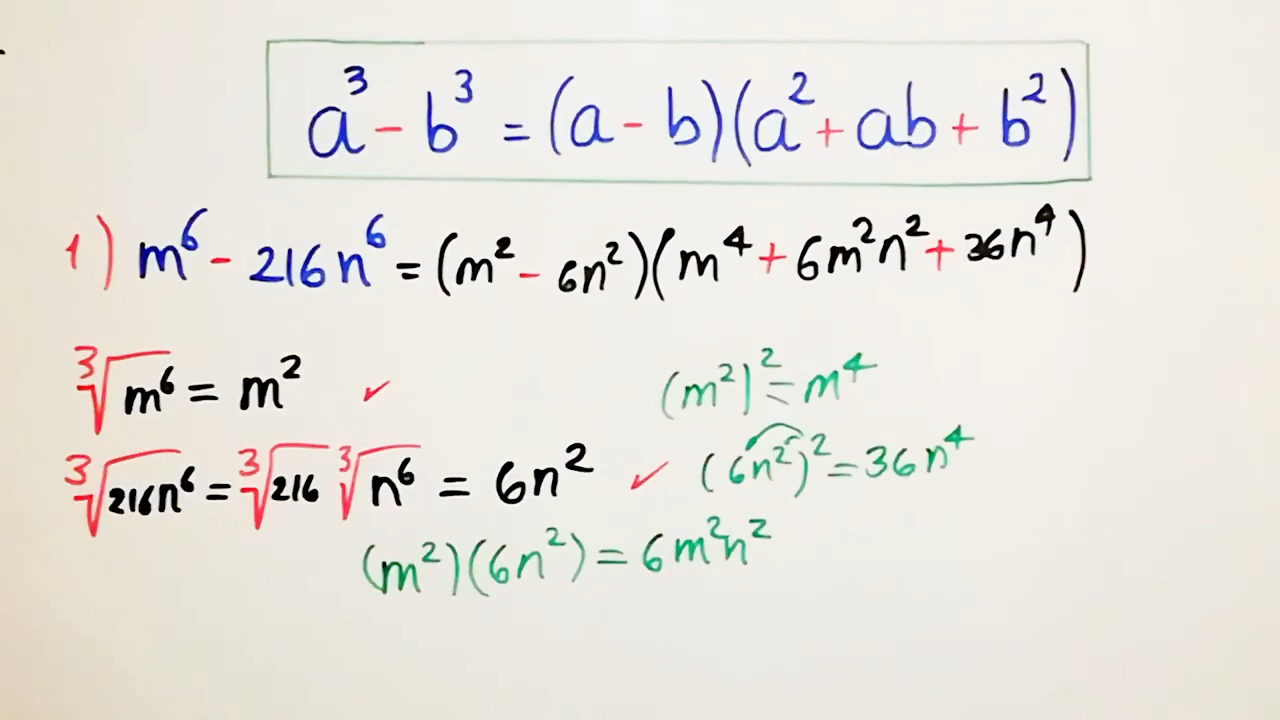 a³ - b³ = (a - b)(a² + ab + b²)
1) m⁶ - 216n⁶ = (m² - 6n²)(m⁴ + 6m²n² + 36n⁴)
∛m⁶ = m² ✓
(m²)² = m⁴
∛216n⁶ = ∛216 ∛n⁶ = 6n² ✓
(6n²)² = 36n⁴
(m²)(6n²) = 6m²n²